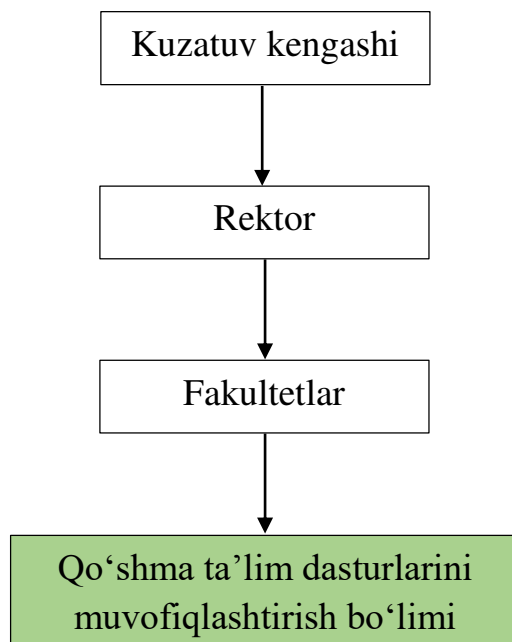 Kuzatuv kengashi
Rektor
Fakultetlar
Qo‘shma ta’lim dasturlarini
muvofiqlashtirish bo‘limi